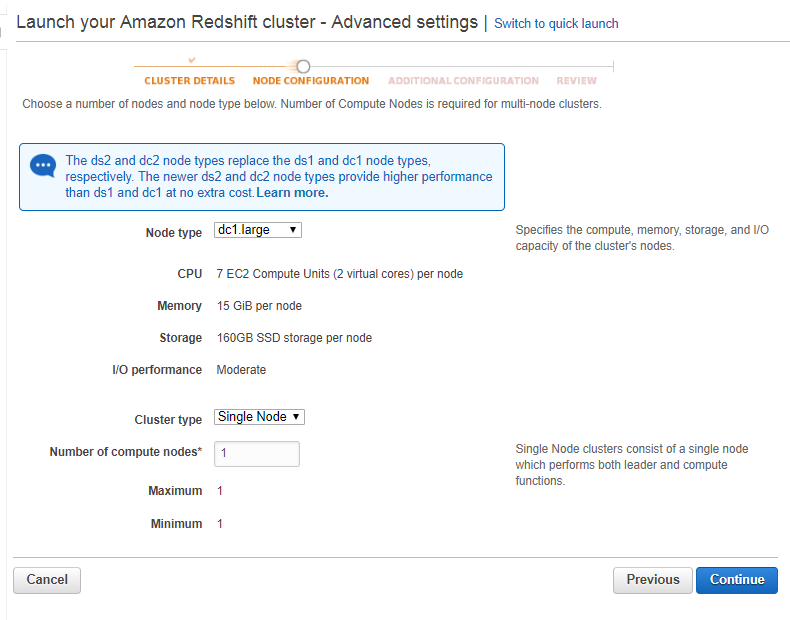 Launch your Amazon Redshift cluster - Advanced settings | Switch to quick launch
CLUSTER DETAILS NODE CONFIGURATION ADDITIONAL CONFIGURATION REVIEW
Choose a number of nodes and node type below. Number of Compute Nodes is required for multi-node clusters.
The ds2 and dc2 node types replace the ds1 and dc1 node types,
respectively. The newer ds2 and dc2 node types provide higher performance
than ds1 and dc1 at no extra cost. Learn more.
Node type dc1.large
Specifies the compute, memory, storage, and I/O
capacity of the cluster's nodes.
CPU 7 EC2 Compute Units (2 virtual cores) per node
Memory 15 GiB per node
Storage 160GB SSD storage per node
I/O performance Moderate
Cluster type Single Node
Number of compute nodes* 1
Single Node clusters consist of a single node
which performs both leader and compute
functions.
Maximum 1
Minimum 1
Cancel Previous Continue